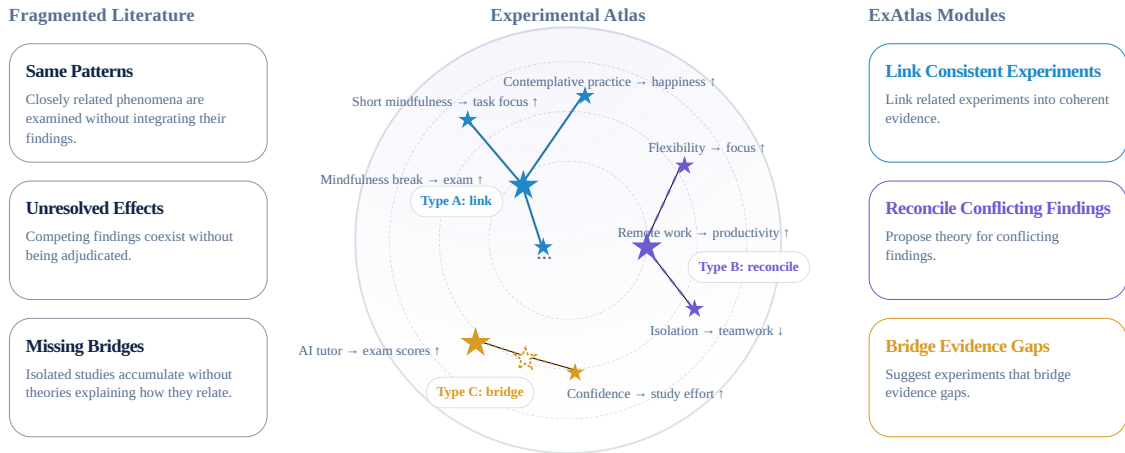 Fragmented Literature
Same Patterns
Closely related phenomena are
examined without integrating their
findings.
Unresolved Effects
Competing findings coexist without
being adjudicated.
Missing Bridges
Isolated studies accumulate without
theories explaining how they relate.
Experimental Atlas
Contemplative practice → happiness ↑
Short mindfulness → task focus ↑
Flexibility → focus ↑
Mindfulness break → exam ↑
Type A: link
Remote work → productivity ↑
...
Type B: reconcile
Isolation → teamwork ↓
AI tutor → exam scores ↑
Type C: bridge
Confidence → study effort ↑
ExAtlas Modules
Link Consistent Experiments
Link related experiments into coherent
evidence.
Reconcile Conflicting Findings
Propose theory for conflicting
findings.
Bridge Evidence Gaps
Suggest experiments that bridge
evidence gaps.